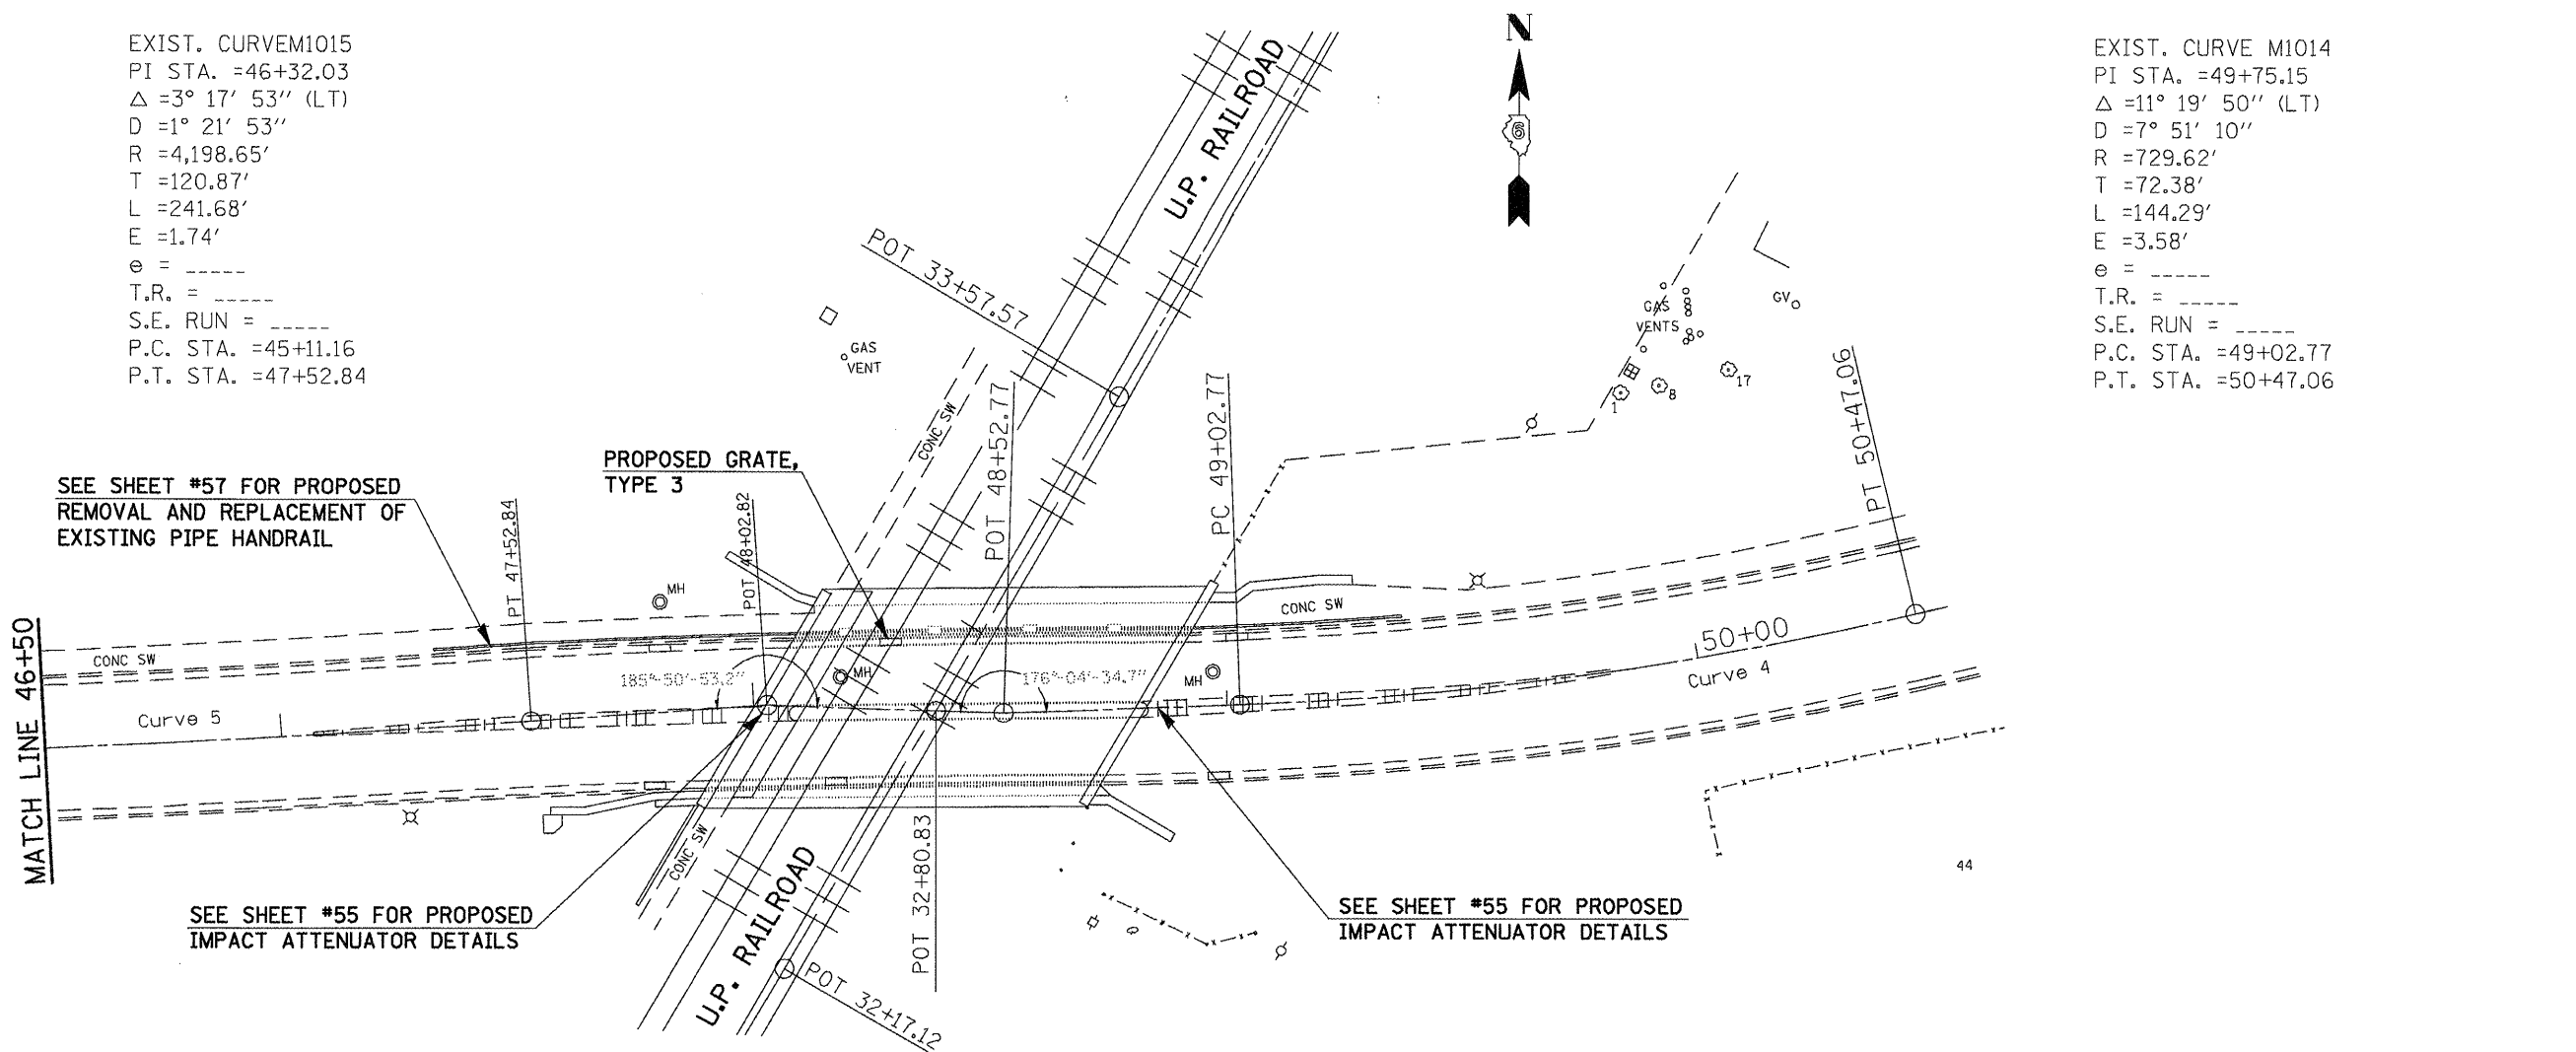 EXIST. CURVEM1015
PI STA. =46+32.03
△ =3° 17' 53'' (LT)
D =1° 21' 53''
R =4,198.65'
T =120.87'
L =241.68'
E =1.74'
e = _____
T.R. = _____
S.E. RUN = _____
P.C. STA. =45+11.16
P.T. STA. =47+52.84
N
6
EXIST. CURVE M1014
PI STA. =49+75.15
△ =11° 19' 50'' (LT)
D =7° 51' 10''
R =729.62'
T =72.38'
L =144.29'
E =3.58'
e = _____
T.R. = _____
S.E. RUN = _____
P.C. STA. =49+02.77
P.T. STA. =50+47.06
U.P. RAILROAD
POT 33+57.57
GAS
VENT
GAS
VENTS
GV
1
8
17
CONC SW
POT 48+52.77
PC 49+02.77
PT 50+47.06
PROPOSED GRATE,
TYPE 3
SEE SHEET #57 FOR PROPOSED
REMOVAL AND REPLACEMENT OF
EXISTING PIPE HANDRAIL
PT 47+52.84
POT 48+02.82
MH
CONC SW
CONC SW
MATCH LINE 46+50
185°-50'-53.2''
MH
176°-04'-34.7''
MH
50+00
Curve 4
Curve 5
CONC SW
U.P. RAILROAD
POT 32+80.83
POT 32+17.12
44
SEE SHEET #55 FOR PROPOSED
IMPACT ATTENUATOR DETAILS
SEE SHEET #55 FOR PROPOSED
IMPACT ATTENUATOR DETAILS